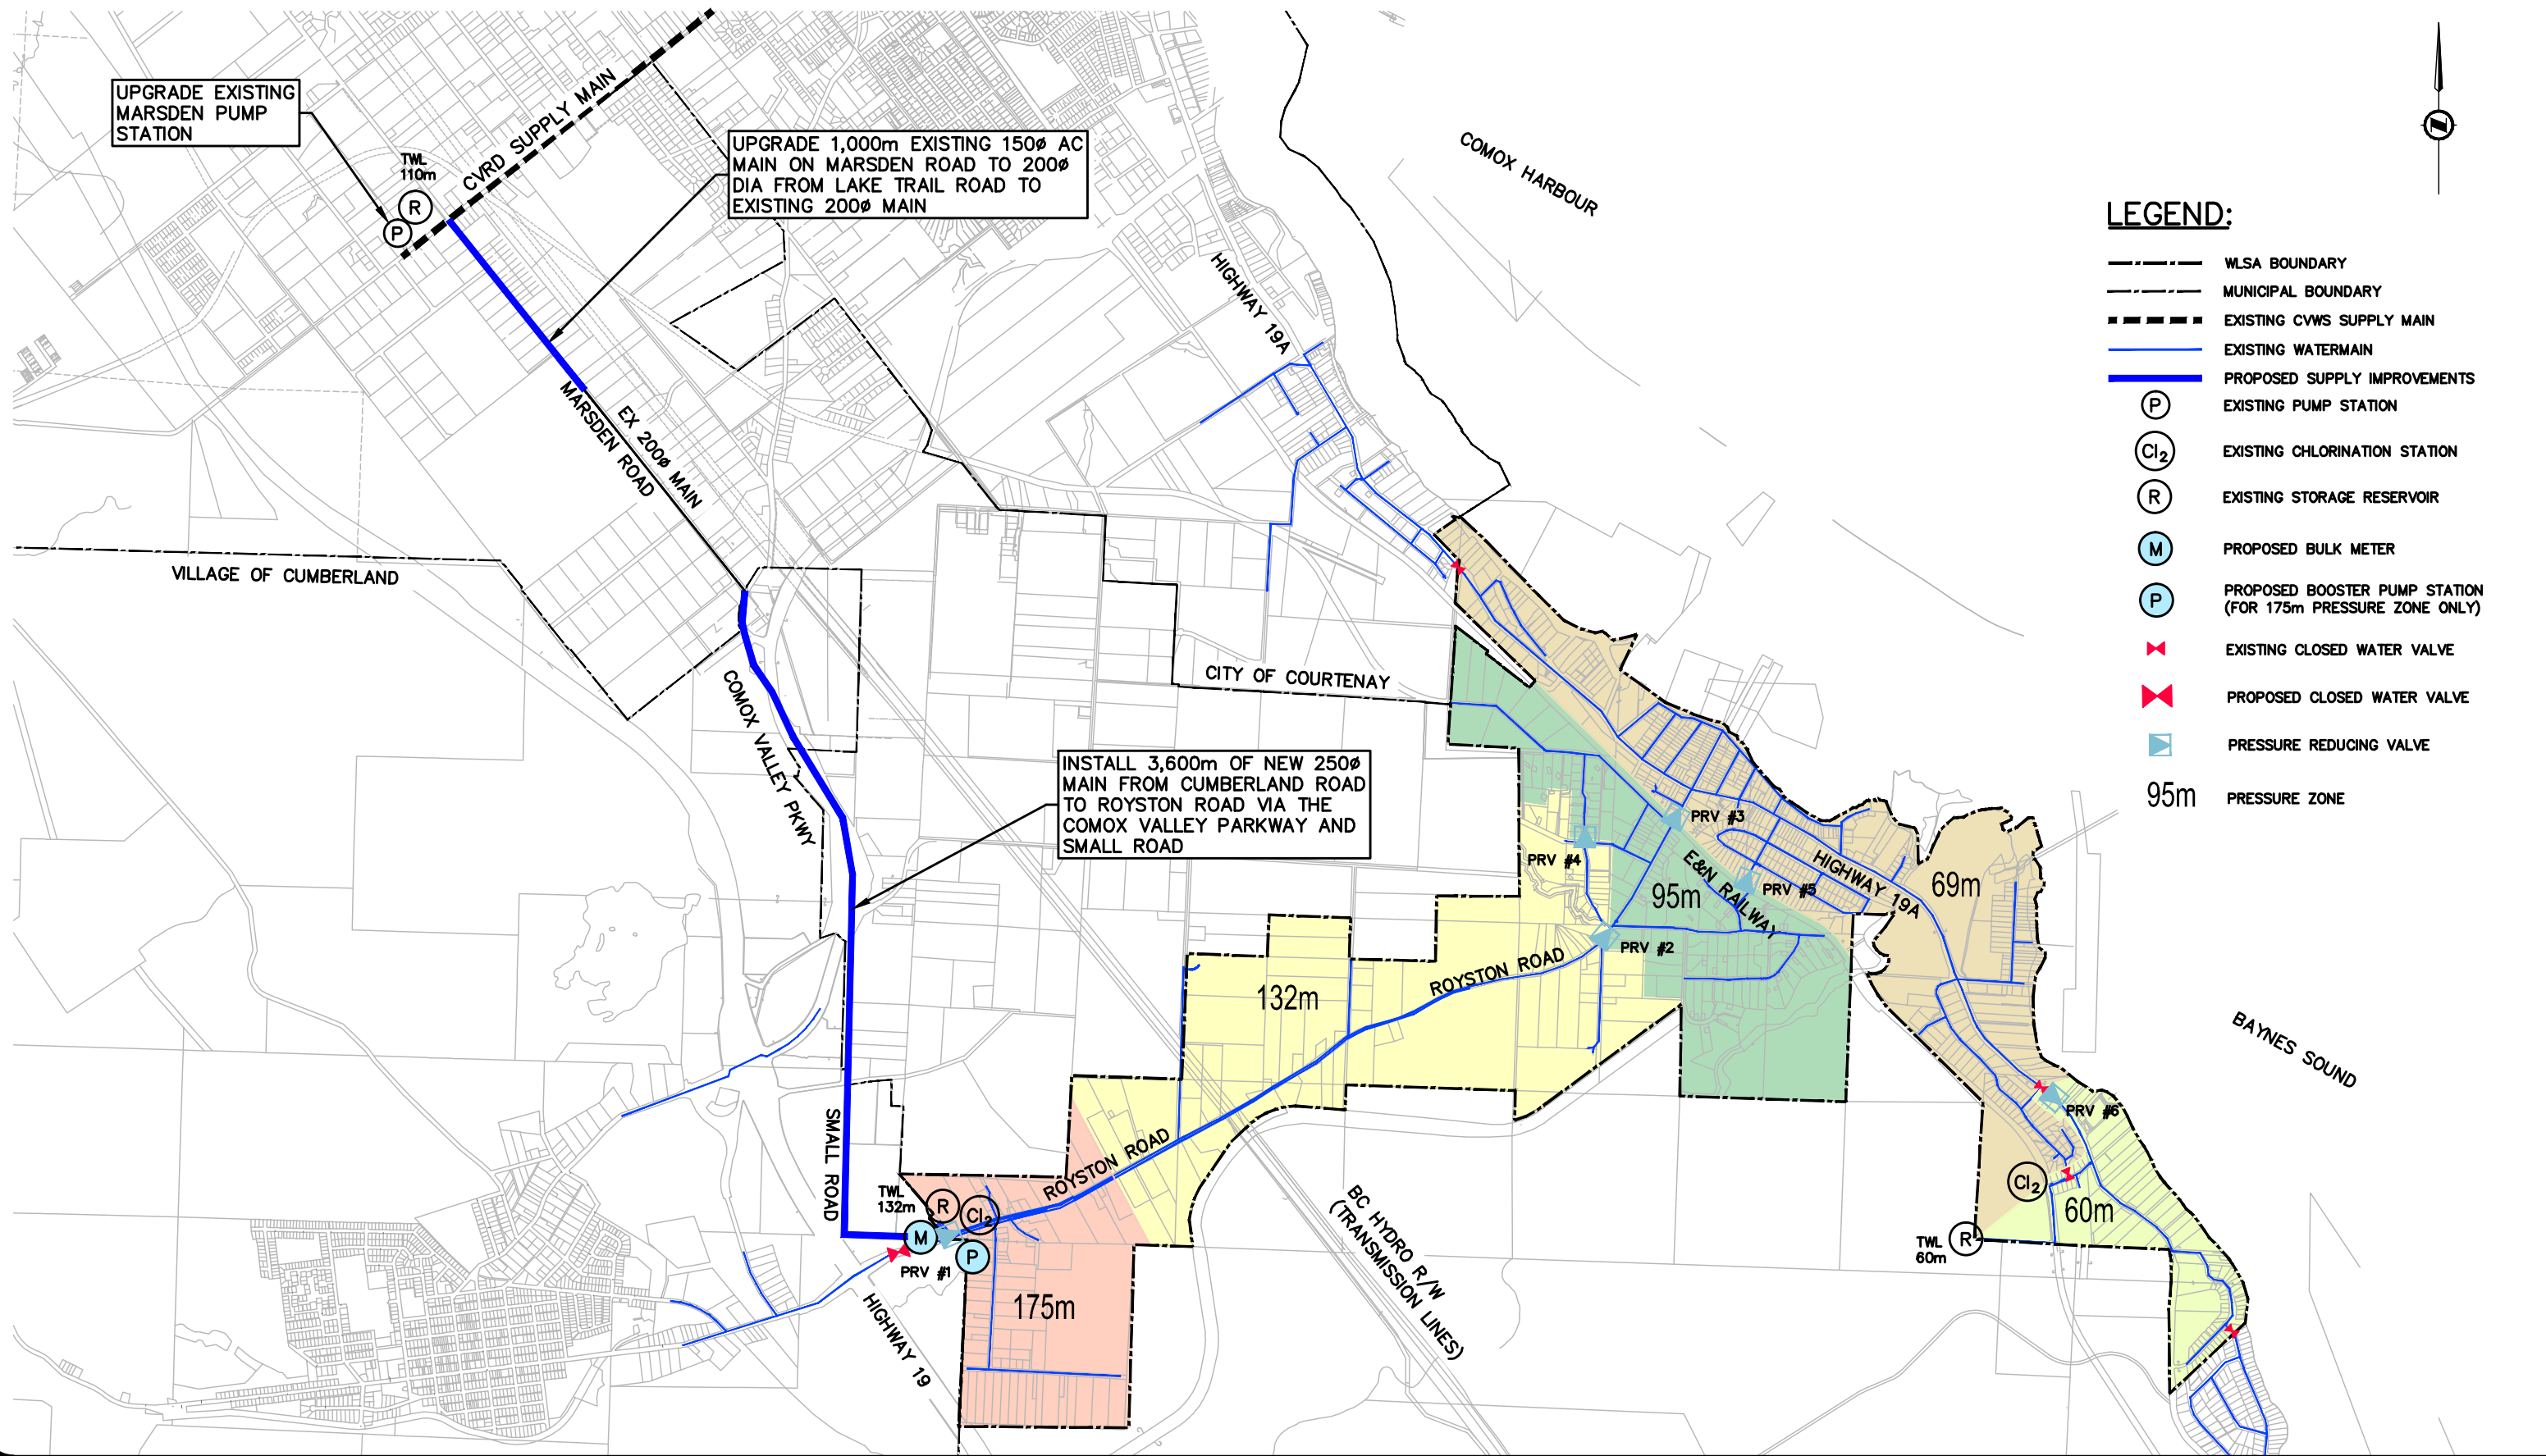 UPGRADE EXISTING
MARSDEN PUMP
STATION
TWL
110m
R
P
CVRD SUPPLY MAIN
UPGRADE 1,000m EXISTING 150ø AC
MAIN ON MARSDEN ROAD TO 200ø
DIA FROM LAKE TRAIL ROAD TO
EXISTING 200ø MAIN
COMOX HARBOUR
HIGHWAY 19A
MARSDEN ROAD
EX 200ø MAIN
VILLAGE OF CUMBERLAND
COMOX VALLEY PKWY
CITY OF COURTENAY
INSTALL 3,600m OF NEW 250ø
MAIN FROM CUMBERLAND ROAD
TO ROYSTON ROAD VIA THE
COMOX VALLEY PARKWAY AND
SMALL ROAD
PRV #3
PRV #4
PRV #5
PRV #2
95m
E&N RAILWAY
HIGHWAY 19A
69m
132m
ROYSTON ROAD
ROYSTON ROAD
BAYNES SOUND
PRV #6
SMALL ROAD
TWL
132m
R
Cl₂
M
P
PRV #1
175m
HIGHWAY 19
BC HYDRO R/W
(TRANSMISSION LINES)
Cl₂
60m
TWL
60m
R
N
LEGEND:
WLSA BOUNDARY
MUNICIPAL BOUNDARY
EXISTING CVWS SUPPLY MAIN
EXISTING WATERMAIN
PROPOSED SUPPLY IMPROVEMENTS
P EXISTING PUMP STATION
Cl₂ EXISTING CHLORINATION STATION
R EXISTING STORAGE RESERVOIR
M PROPOSED BULK METER
P PROPOSED BOOSTER PUMP STATION
(FOR 175m PRESSURE ZONE ONLY)
EXISTING CLOSED WATER VALVE
PROPOSED CLOSED WATER VALVE
PRESSURE REDUCING VALVE
95m PRESSURE ZONE